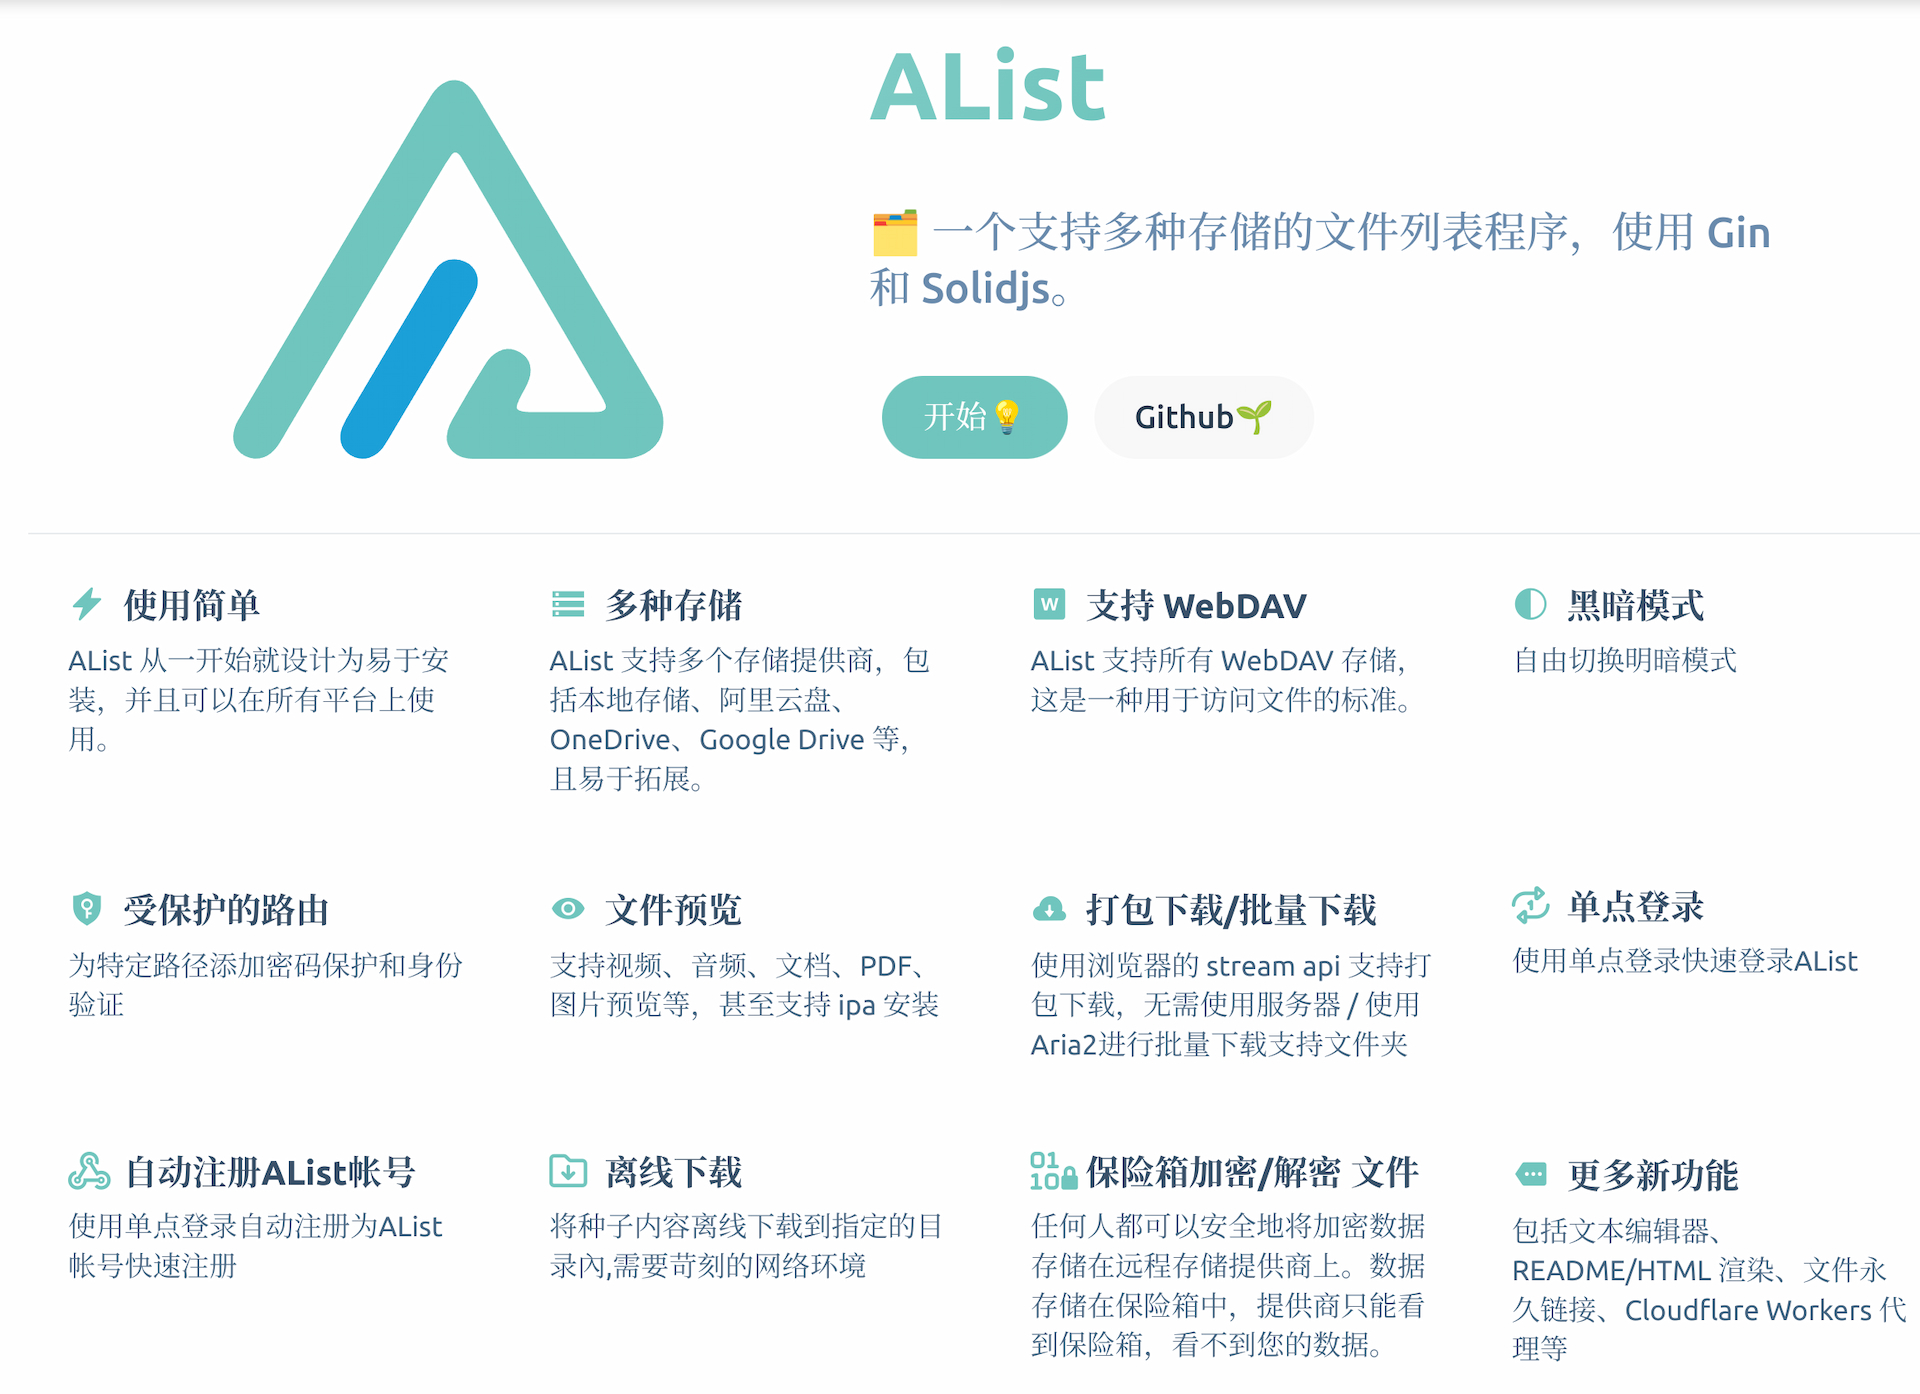 AList
一个支持多种存储的文件列表程序，使用 Gin
和 Solidjs。
开始
Github
使用简单
AList 从一开始就设计为易于安
装，并且可以在所有平台上使
用。
多种存储
AList 支持多个存储提供商，包
括本地存储、阿里云盘、
OneDrive、Google Drive 等，
且易于拓展。
W
支持 WebDAV
AList 支持所有 WebDAV 存储，
这是一种用于访问文件的标准。
黑暗模式
自由切换明暗模式
受保护的路由
为特定路径添加密码保护和身份
验证
文件预览
支持视频、音频、文档、PDF、
图片预览等，甚至支持 ipa 安装
打包下载/批量下载
使用浏览器的 stream api 支持打
包下载，无需使用服务器 / 使用
Aria2进行批量下载支持文件夹
1
单点登录
使用单点登录快速登录AList
自动注册AList帐号
使用单点登录自动注册为AList
帐号快速注册
离线下载
将种子内容离线下载到指定的目
录內,需要苛刻的网络环境
01
10
保险箱加密/解密 文件
任何人都可以安全地将加密数据
存储在远程存储提供商上。数据
存储在保险箱中，提供商只能看
到保险箱，看不到您的数据。
更多新功能
包括文本编辑器、
README/HTML 渲染、文件永
久链接、Cloudflare Workers 代
理等